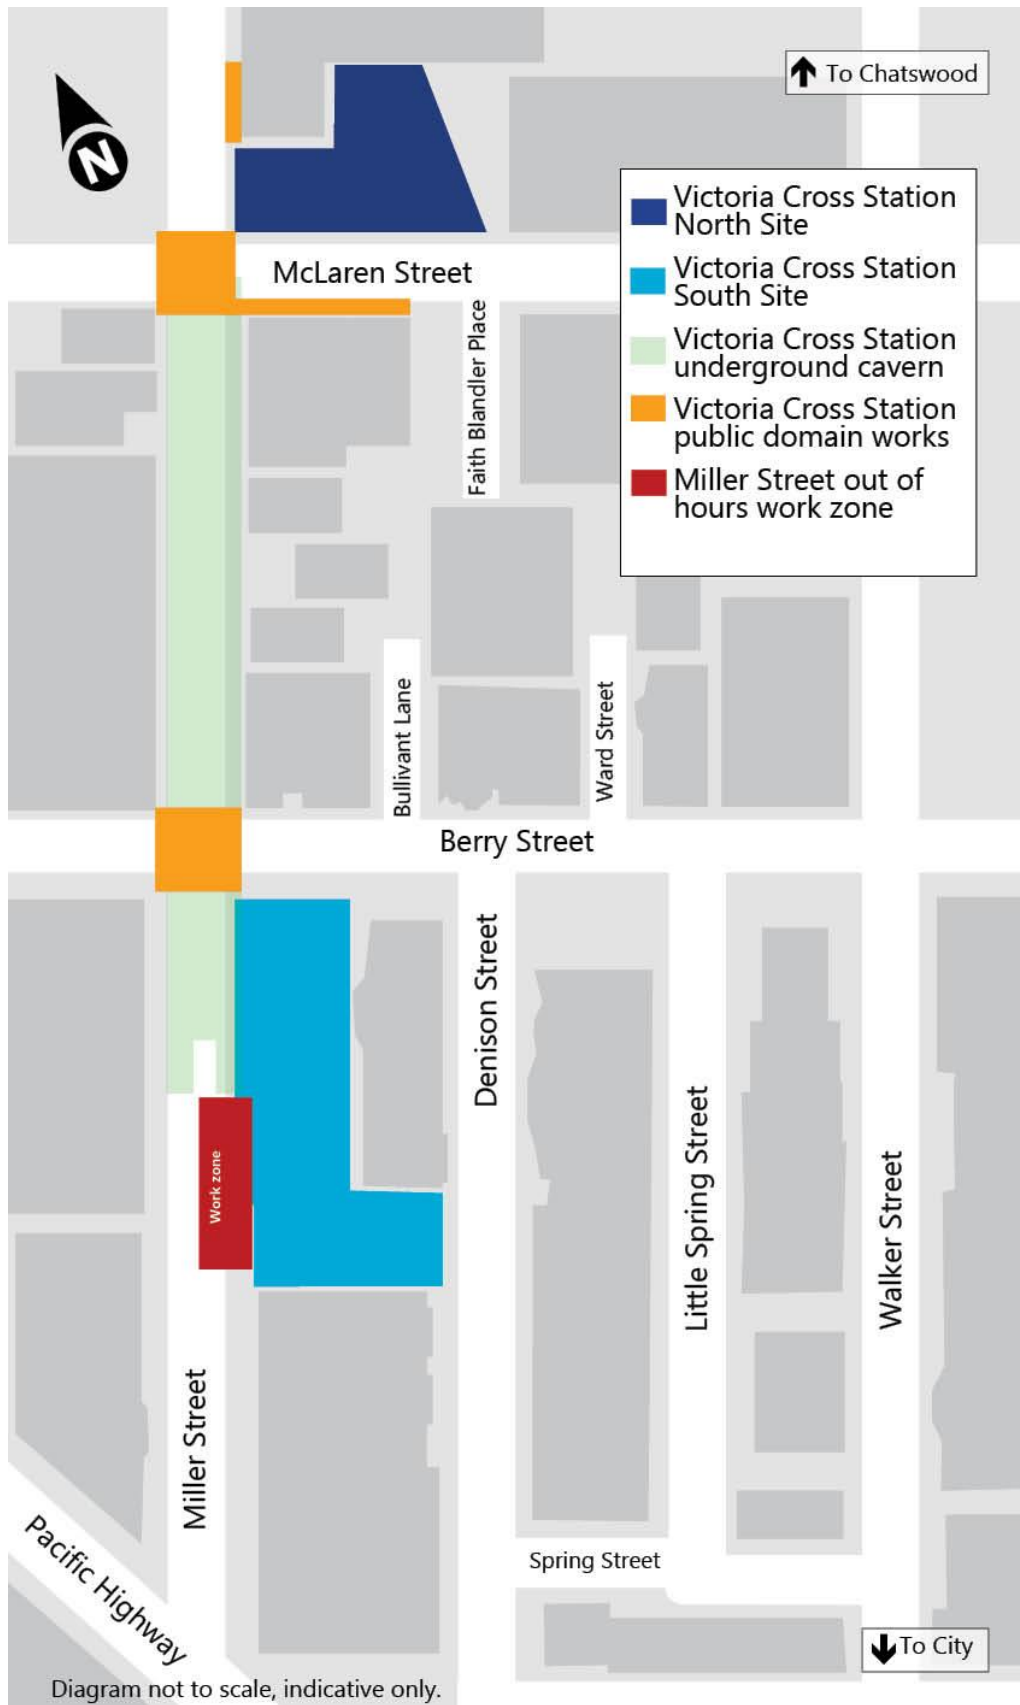 To Chatswood
N
Victoria Cross Station
North Site
Victoria Cross Station
South Site
Victoria Cross Station
underground cavern
Victoria Cross Station
public domain works
Miller Street out of
hours work zone
McLaren Street
Faith Blandler Place
Bullivant Lane
Ward Street
Berry Street
Denison Street
Little Spring Street
Walker Street
Work zone
Miller Street
Pacific Highway
Spring Street
To City
Diagram not to scale, indicative only.